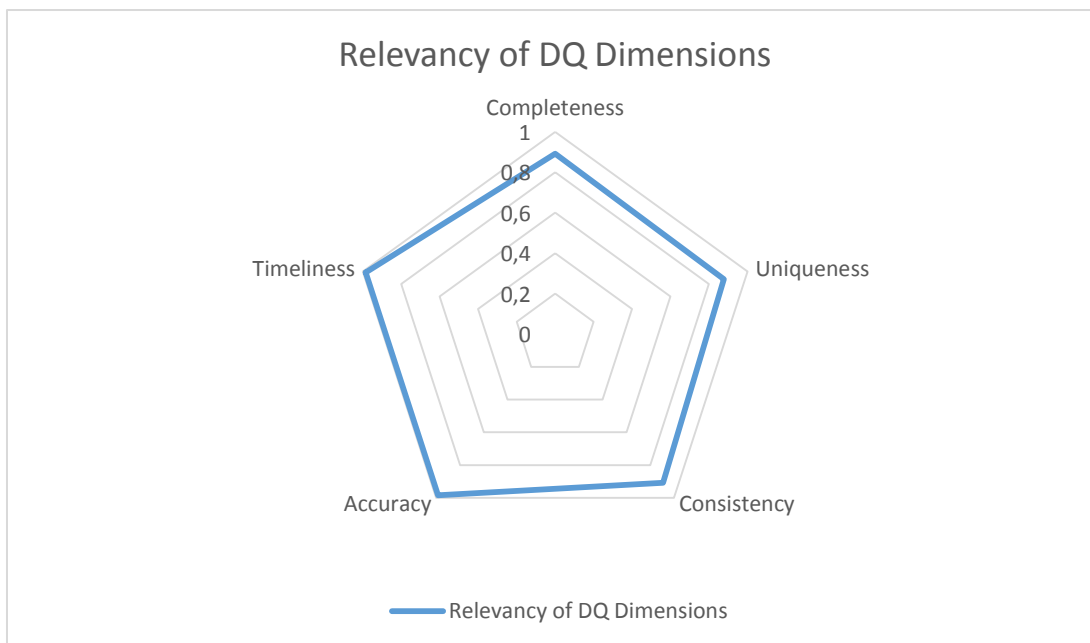 Relevancy of DQ Dimensions
Completeness
1
0,8
0,6
0,4
0,2
0
Timeliness
Uniqueness
Accuracy
Consistency
Relevancy of DQ Dimensions